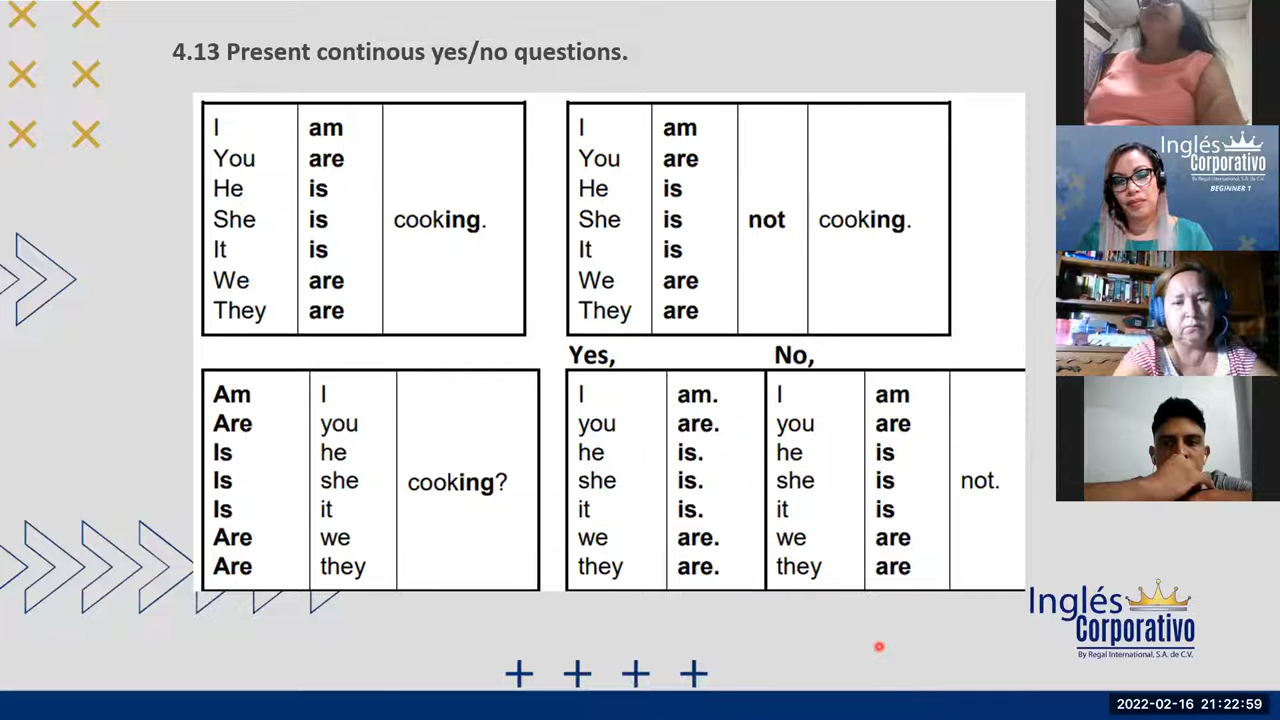 4.13 Present continous yes/no questions.
I am
You are
He is
She is cooking.
It is
We are
They are
I am
You are
He is
She is not cooking.
It is
We are
They are
Yes, No,
Am I
Are you
Is he
Is she cooking?
Is it
Are we
Are they
I am. I am
you are. you are
he is. he is
she is. she is not.
it is. it is
we are. we are
they are. they are
Inglés
Corporativo
By Regal International, S.A. de C.V.
BEGINNER 1
Inglés
Corporativo
By Regal International, S.A. de C.V.
2022-02-16 21:22:59